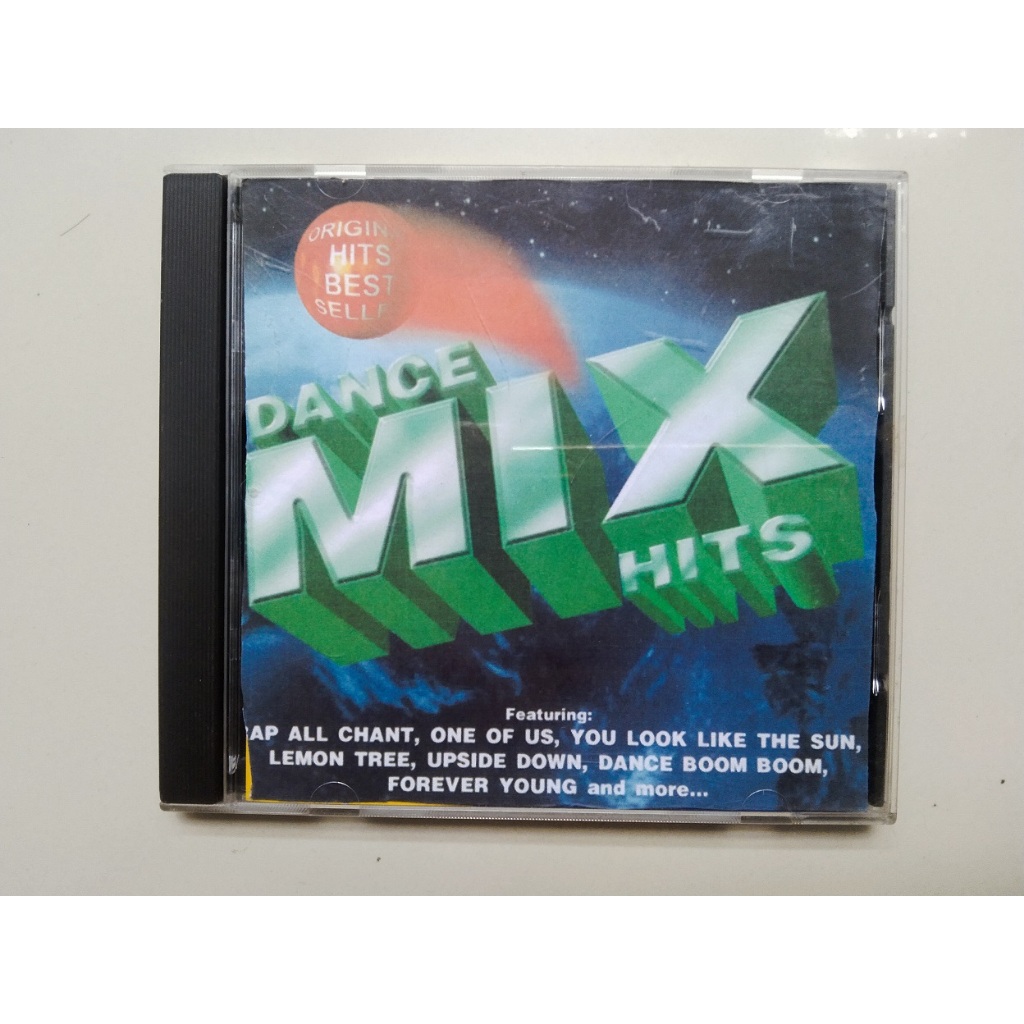 ORIGIN
HITS
BEST
SELLE
DANCE
MIX
HITS
Featuring:
AP ALL CHANT, ONE OF US, YOU LOOK LIKE THE SUN,
LEMON TREE, UPSIDE DOWN, DANCE BOOM BOOM,
FOREVER YOUNG and more...